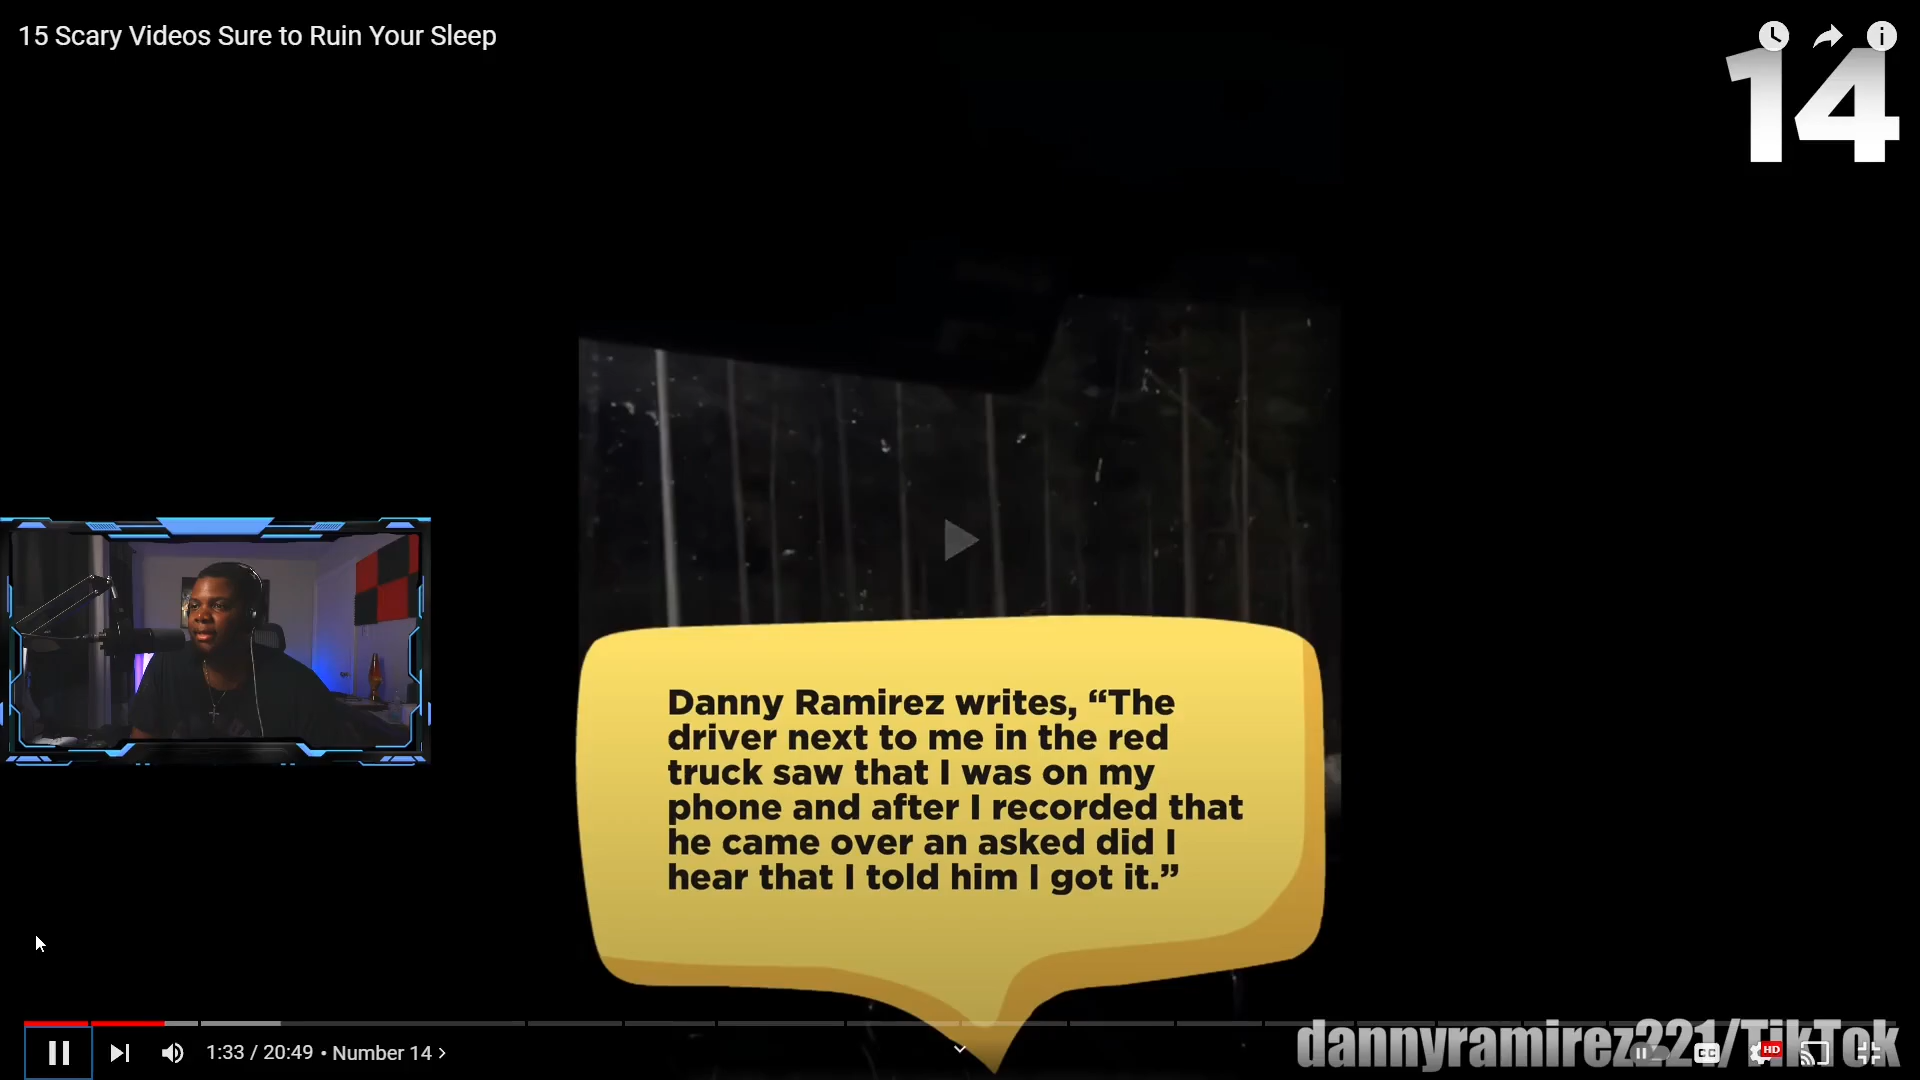 15 Scary Videos Sure to Ruin Your Sleep
14
Danny Ramirez writes, “The
driver next to me in the red
truck saw that I was on my
phone and after I recorded that
he came over an asked did I
hear that I told him I got it.”
1:33 / 20:49 • Number 14
dannyramirez221/TikTok
CC
HD